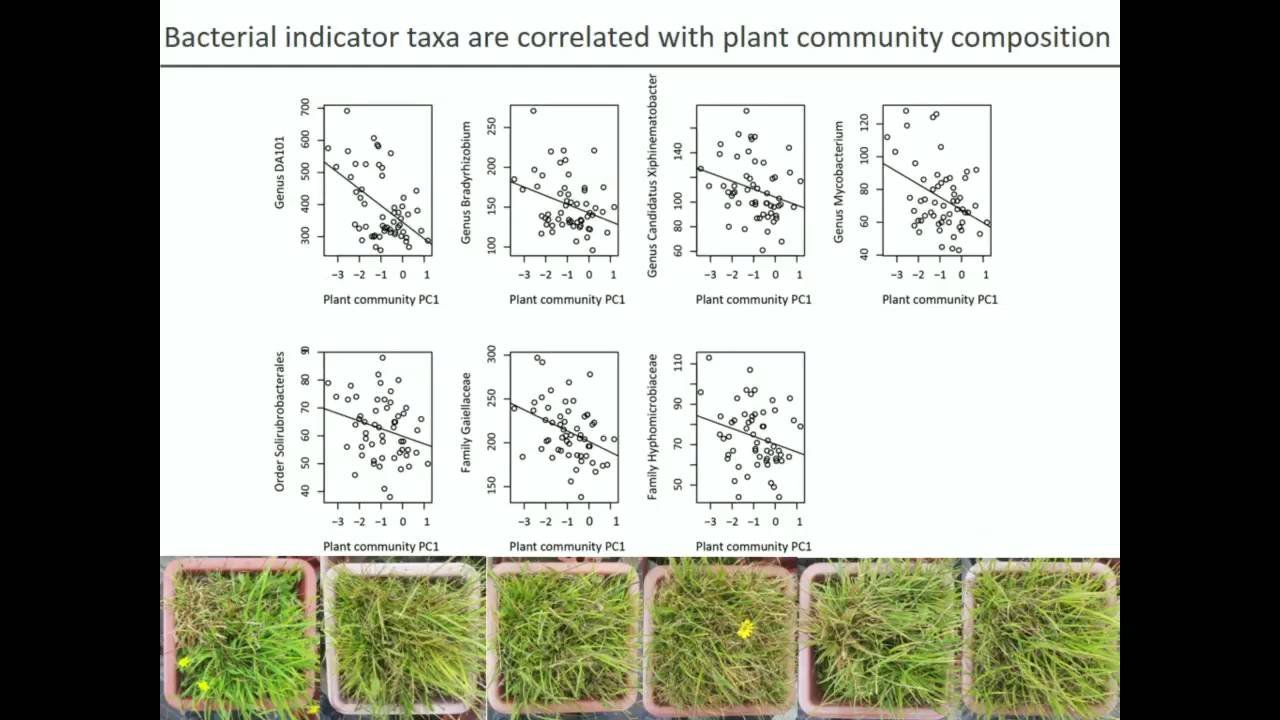 Bacterial indicator taxa are correlated with plant community composition
Genus DA101
700
600
500
400
300
−3 −2 −1 0 1
Plant community PC1
Genus Bradyrhizobium
250
200
150
100
−3 −2 −1 0 1
Plant community PC1
Genus Candidatus Xiphinematobacter
140
100
80
60
−3 −2 −1 0 1
Plant community PC1
Genus Mycobacterium
120
100
80
60
40
−3 −2 −1 0 1
Plant community PC1
Order Solirubrobacterales
90
80
70
60
50
40
−3 −2 −1 0 1
Plant community PC1
Family Gaiellaceae
300
250
200
150
−3 −2 −1 0 1
Plant community PC1
Family Hyphomicrobiaceae
110
90
70
50
−3 −2 −1 0 1
Plant community PC1